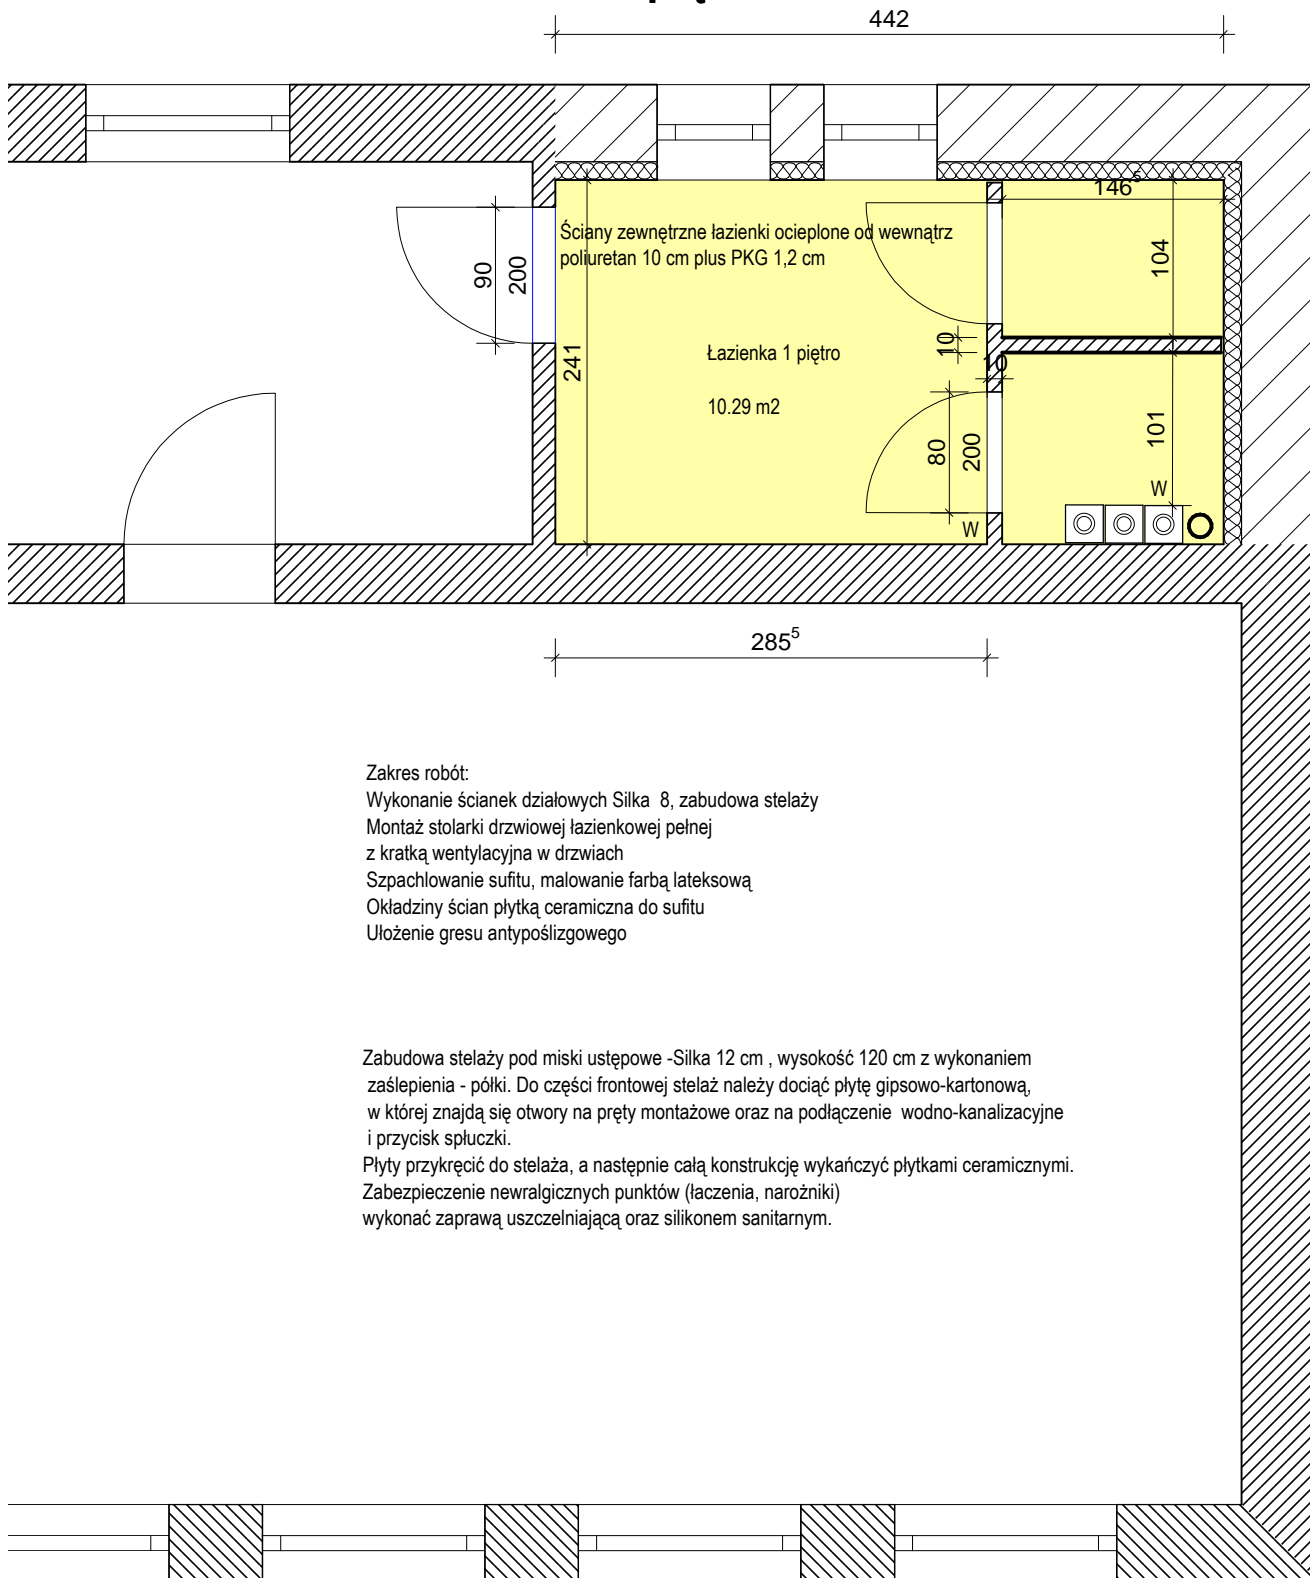 442
146⁵
Ściany zewnętrzne łazienki ocieplone od wewnątrz
poliuretan 10 cm plus PKG 1,2 cm
90
200
104
241
10
Łazienka 1 piętro
10
10.29 m2
80
200
101
W
W
285⁵
Zakres robót:
Wykonanie ścianek działowych Silka 8, zabudowa stelaży
Montaż stolarki drzwiowej łazienkowej pełnej
z kratką wentylacyjna w drzwiach
Szpachlowanie sufitu, malowanie farbą lateksową
Okładziny ścian płytką ceramiczna do sufitu
Ułożenie gresu antypoślizgowego
Zabudowa stelaży pod miski ustępowe -Silka 12 cm , wysokość 120 cm z wykonaniem
zaślepienia - półki. Do części frontowej stelaż należy dociąć płytę gipsowo-kartonową,
w której znajdą się otwory na pręty montażowe oraz na podłączenie wodno-kanalizacyjne
i przycisk spłuczki.
Płyty przykręcić do stelaża, a następnie całą konstrukcję wykańczyć płytkami ceramicznymi.
Zabezpieczenie newralgicznych punktów (łaczenia, narożniki)
wykonać zaprawą uszczelniającą oraz silikonem sanitarnym.